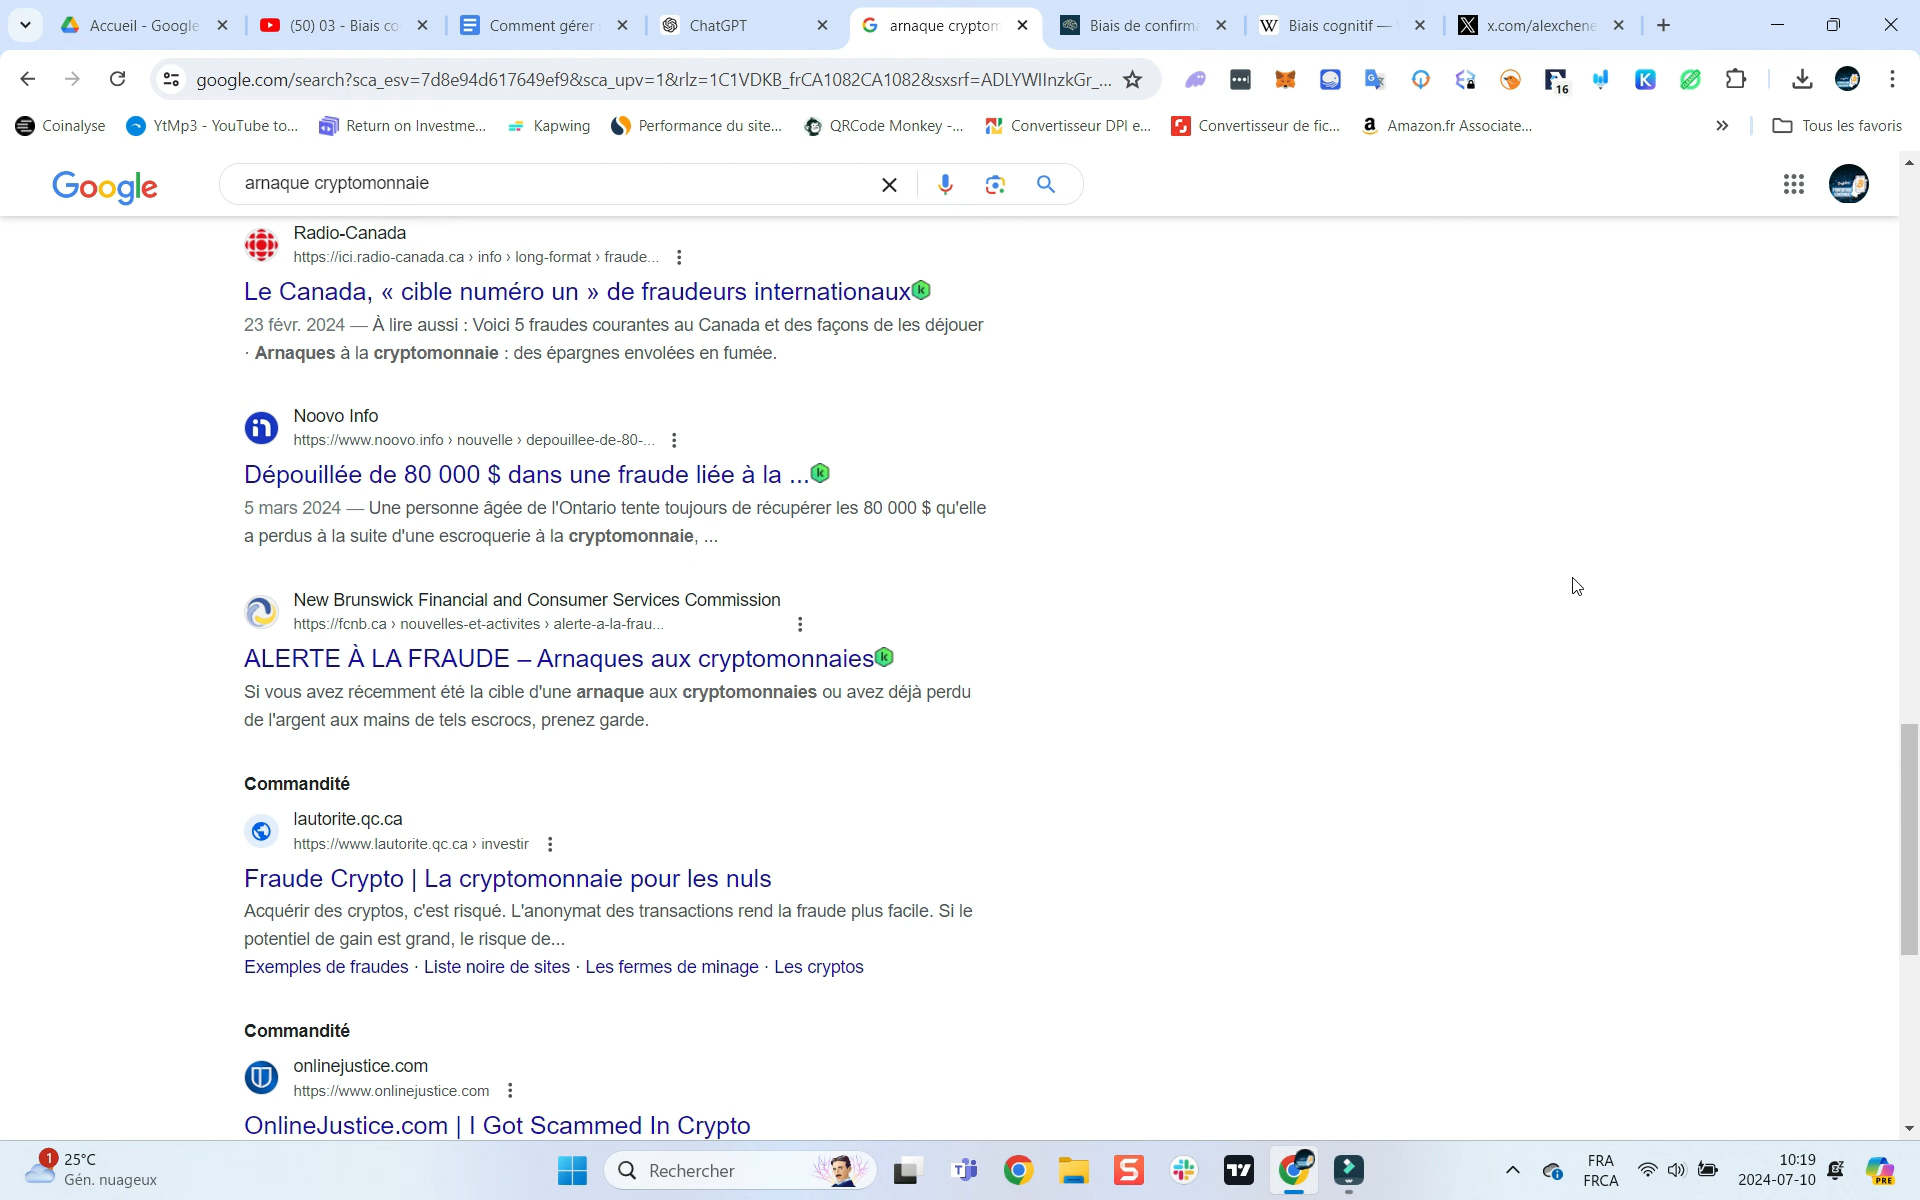 Accueil - Google
(50) 03 - Biais co
Comment gérer
ChatGPT
arnaque cryptom
Biais de confirma
Biais cognitif —
x.com/alexchene
google.com/search?sca_esv=7d8e94d617649ef9&sca_upv=1&rlz=1C1VDKB_frCA1082CA1082&sxsrf=ADLYWIInzkGr_...
16
Coinalyse
YtMp3 - YouTube to...
Return on Investme...
Kapwing
Performance du site...
QRCode Monkey -...
Convertisseur DPI e...
Convertisseur de fic...
Amazon.fr Associate...
Tous les favoris
Google
arnaque cryptomonnaie
Radio-Canada
https://ici.radio-canada.ca › info › long-format › fraude...
Le Canada, « cible numéro un » de fraudeurs internationaux
23 févr. 2024 — À lire aussi : Voici 5 fraudes courantes au Canada et des façons de les déjouer
· Arnaques à la cryptomonnaie : des épargnes envolées en fumée.
Noovo Info
https://www.noovo.info › nouvelle › depouillee-de-80-...
Dépouillée de 80 000 $ dans une fraude liée à la ...
5 mars 2024 — Une personne âgée de l'Ontario tente toujours de récupérer les 80 000 $ qu'elle
a perdus à la suite d'une escroquerie à la cryptomonnaie, ...
New Brunswick Financial and Consumer Services Commission
https://fcnb.ca › nouvelles-et-activites › alerte-a-la-frau...
ALERTE À LA FRAUDE – Arnaques aux cryptomonnaies
Si vous avez récemment été la cible d'une arnaque aux cryptomonnaies ou avez déjà perdu
de l'argent aux mains de tels escrocs, prenez garde.
Commandité
lautorite.qc.ca
https://www.lautorite.qc.ca › investir
Fraude Crypto | La cryptomonnaie pour les nuls
Acquérir des cryptos, c'est risqué. L'anonymat des transactions rend la fraude plus facile. Si le
potentiel de gain est grand, le risque de...
Exemples de fraudes · Liste noire de sites · Les fermes de minage · Les cryptos
Commandité
onlinejustice.com
https://www.onlinejustice.com
OnlineJustice.com | I Got Scammed In Crypto
1
25°C
Gén. nuageux
Rechercher
FRA
FRCA
10:19
2024-07-10
PRE